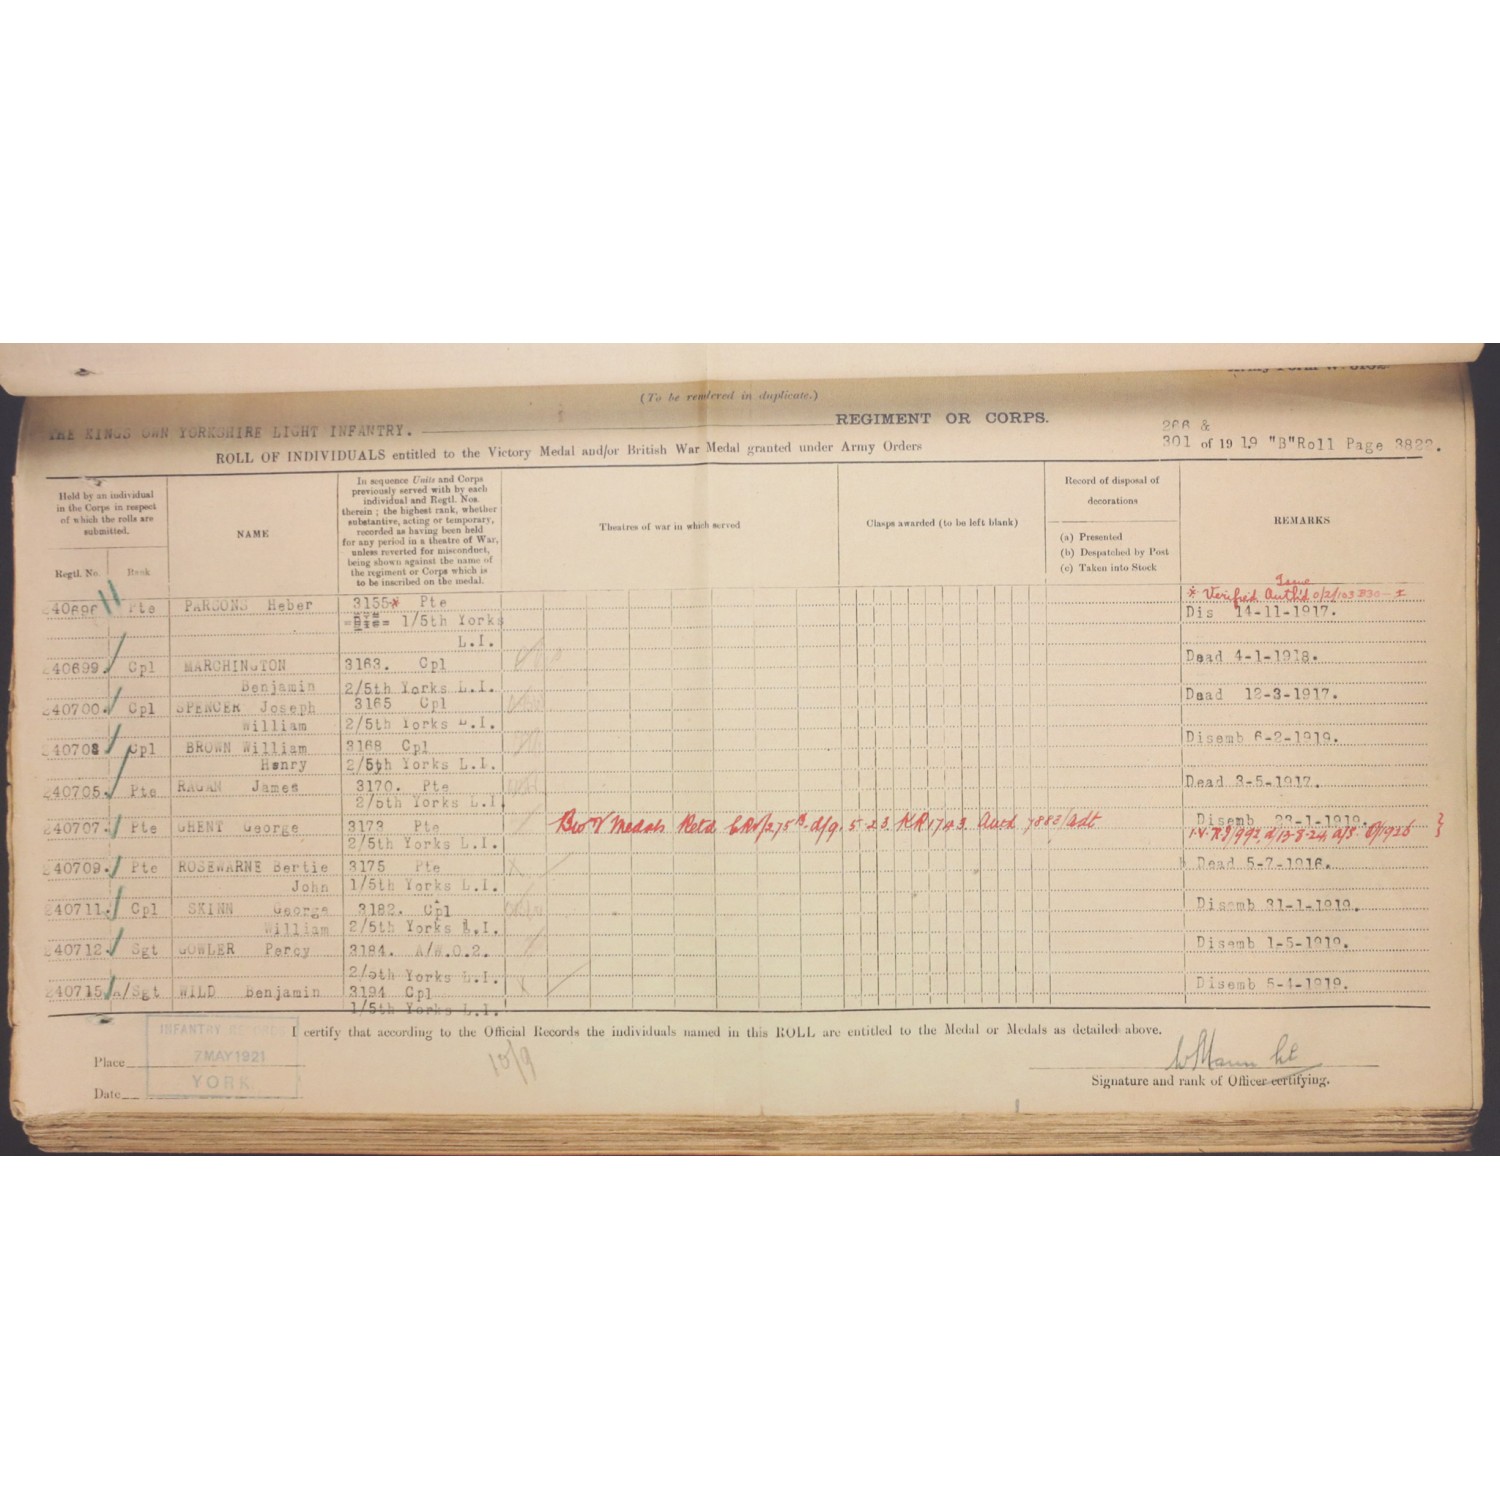 (To be rendered in duplicate.)
THE KINGS OWN YORKSHIRE LIGHT INFANTRY. REGIMENT OR CORPS.
266 &
ROLL OF INDIVIDUALS entitled to the Victory Medal and/or British War Medal granted under Army Orders 301 of 1919 "B"Roll Page 3822.
Held by an individual
in the Corps in respect
of which the rolls are
submitted.
Regtl. No. Rank
NAME
In sequence Units and Corps
previously served with by each
individual and Regtl. Nos.
therein ; the highest rank, whether
substantive, acting or temporary,
recorded as having been held
for any period in a theatre of War,
unless reverted for misconduct,
being shown against the name of
the regiment or Corps which is
to be inscribed on the medal.
Theatres of war in which served
Clasps awarded (to be left blank)
Record of disposal of
decorations
(a) Presented
(b) Despatched by Post
(c) Taken into Stock
REMARKS
Issue
* Verified Auth'd
Pte PARSONS Heber 3155* Pte Dis 14-11-1917.
1/5th Yorks
L.I.
240699 Cpl MARCHINGTON 3163. Cpl Dead 4-1-1918.
Benjamin 2/5th Yorks L.I.
240700. Cpl SPENCER Joseph 3165 Cpl Dead 12-3-1917.
William 2/5th Yorks L.I.
240703 Cpl BROWN William 3168 Cpl Disemb 6-2-1919.
Henry 2/5th Yorks L.I.
240705. Pte RAGAN James 3170. Pte Dead 3-5-1917.
2/5th Yorks L.I
240707. Pte GHENT George 3173 Pte Disemb 22-1-1919.
Medals Retd 5-2-3 KR 1743
2/5th Yorks L.I.
240709. Pte ROSEWARNE Bertie 3175 Pte Dead 5-7-1916.
John 1/5th Yorks L.I.
240711. Cpl SKINN George 3182. Cpl Disemb 31-1-1919.
William 2/5th Yorks L.I.
240712. Sgt GOWLER Percy 3184. A/W.O.2. Disemb 1-5-1919.
2/5th Yorks L.I.
240715. A/Sgt WILD Benjamin 3194 Cpl Disemb 5-4-1919.
1/5th Yorks L.I.
I certify that according to the Official Records the individuals named in this ROLL are entitled to the Medal or Medals as detailed above.
INFANTRY RECORDS
7 MAY 1921
YORK.
Place
Date
Signature and rank of Officer certifying.